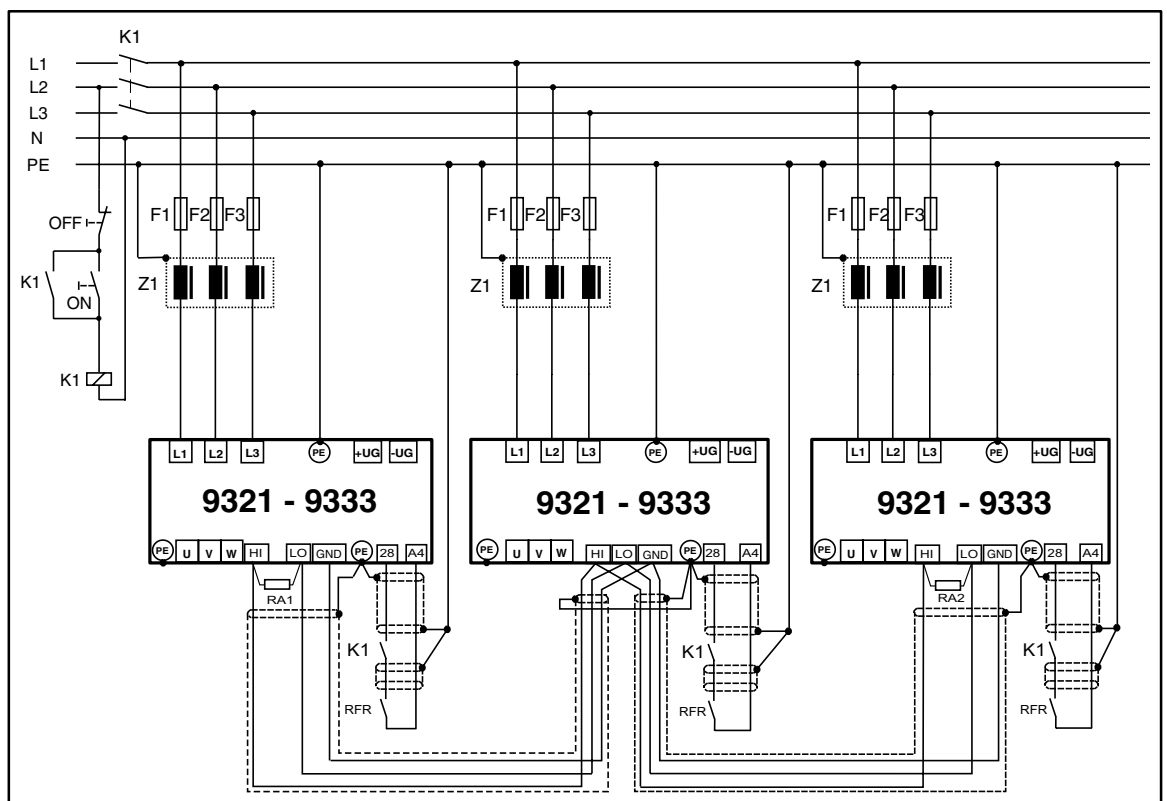 K1
L1
L2
L3
N
PE
OFF
K1
ON
K1
F1 F2 F3
Z1
F1 F2 F3
Z1
F1 F2 F3
Z1
L1 L2 L3 PE +UG -UG
9321 - 9333
PE U V W HI LO GND PE 28 A4
L1 L2 L3 PE +UG -UG
9321 - 9333
PE U V W HI LO GND PE 28 A4
L1 L2 L3 PE +UG -UG
9321 - 9333
PE U V W HI LO GND PE 28 A4
RA1
RA2
K1
RFR
K1
RFR
K1
RFR